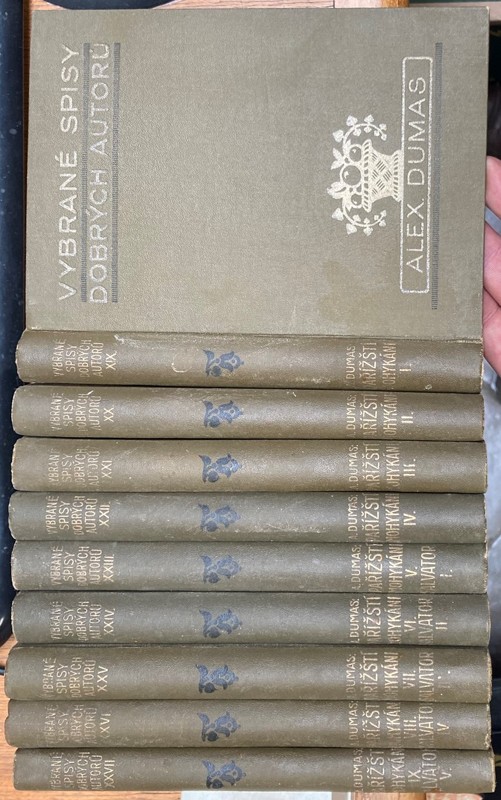 VYBRANÉ SPISY
DOBRÝCH AUTORŮ
ALEX. DUMAS
VYBRANÉ
SPISY
DOBRÝCH
AUTORŮ
XIX.
DUMAS:
PAŘÍŽŠTÍ
MOHYKÁNI
I.
VYBRANÉ
SPISY
DOBRÝCH
AUTORŮ
XX.
DUMAS:
PAŘÍŽŠTÍ
MOHYKÁNI
II.
VYBRANÉ
SPISY
DOBRÝCH
AUTORŮ
XXI.
DUMAS:
PAŘÍŽŠTÍ
MOHYKÁNI
III.
VYBRANÉ
SPISY
DOBRÝCH
AUTORŮ
XXII.
A. DUMAS:
PAŘÍŽŠTÍ
MOHYKÁNI
IV.
VYBRANÉ
SPISY
DOBRÝCH
AUTORŮ
XXIII.
A. DUMAS:
PAŘÍŽŠTÍ
MOHYKÁNI
V.
SALVATOR
I.
VYBRANÉ
SPISY
DOBRÝCH
AUTORŮ
XXIV.
A. DUMAS:
PAŘÍŽŠTÍ
MOHYKÁNI
VI.
SALVATOR
II.
VYBRANÉ
SPISY
DOBRÝCH
AUTORŮ
XXV
A. DUMAS:
PAŘÍŽŠTÍ
MOHYKÁNI
VII.
SALVATOR
VYBRANÉ
SPISY
DOBRÝCH
AUTORŮ
XXVI
A. DUMAS:
PAŘÍŽŠTÍ
MOHYKÁNI
VIII.
SALVATOR
VYBRANÉ
SPISY
DOBRÝCH
AUTORŮ
XXVII
A. DUMAS:
PAŘÍŽŠTÍ
MOHYKÁNI
IX.
SALVATOR
V.